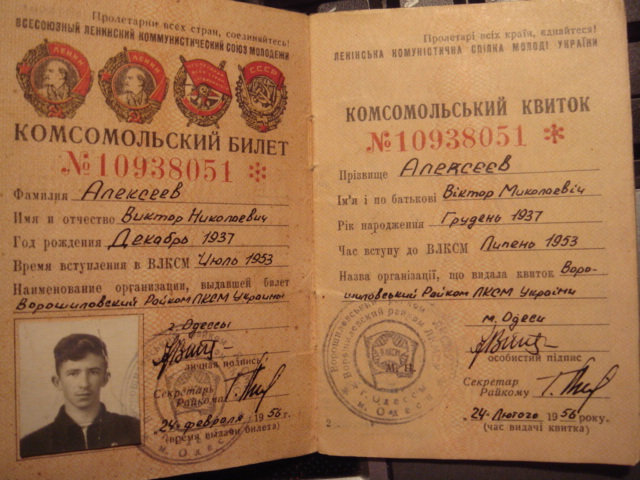 Пролетарии всех стран, соединяйтесь!
ВСЕСОЮЗНЫЙ ЛЕНИНСКИЙ КОММУНИСТИЧЕСКИЙ СОЮЗ МОЛОДЕЖИ
ЛЕНИН
ЛЕНИН
СССР
КОМСОМОЛЬСКИЙ БИЛЕТ
№10938051 *
Фамилия Алексеев
Имя и отчество Виктор Николаевич
Год рождения Декабрь 1937
Время вступления в ВЛКСМ Июль 1953
Наименование организации, выдавшей билет
Ворошиловский Райком ЛКСМ Украины
г. Одессы
личная подпись
Секретарь
Райкома
24 февраля 1956 г.
(время выдачи билета)
Пролетарі всіх країн, єднайтеся!
ЛЕНІНСЬКА КОМУНІСТИЧНА СПІЛКА МОЛОДІ УКРАЇНИ
КОМСОМОЛЬСЬКИЙ КВИТОК
№10938051 *
Прізвище Алексеев
Ім'я і по батькові Віктор Миколаевіч
Рік народження Грудень 1937
Час вступу до ВЛКСМ Липень 1953
Назва організації, що видала квиток Воро-
шиловський Райком ЛКСМ України
м. Одеси
особистий підпис
Секретар
Райкому
24 Лютого 1956 року.
(час видачі квитка)
2